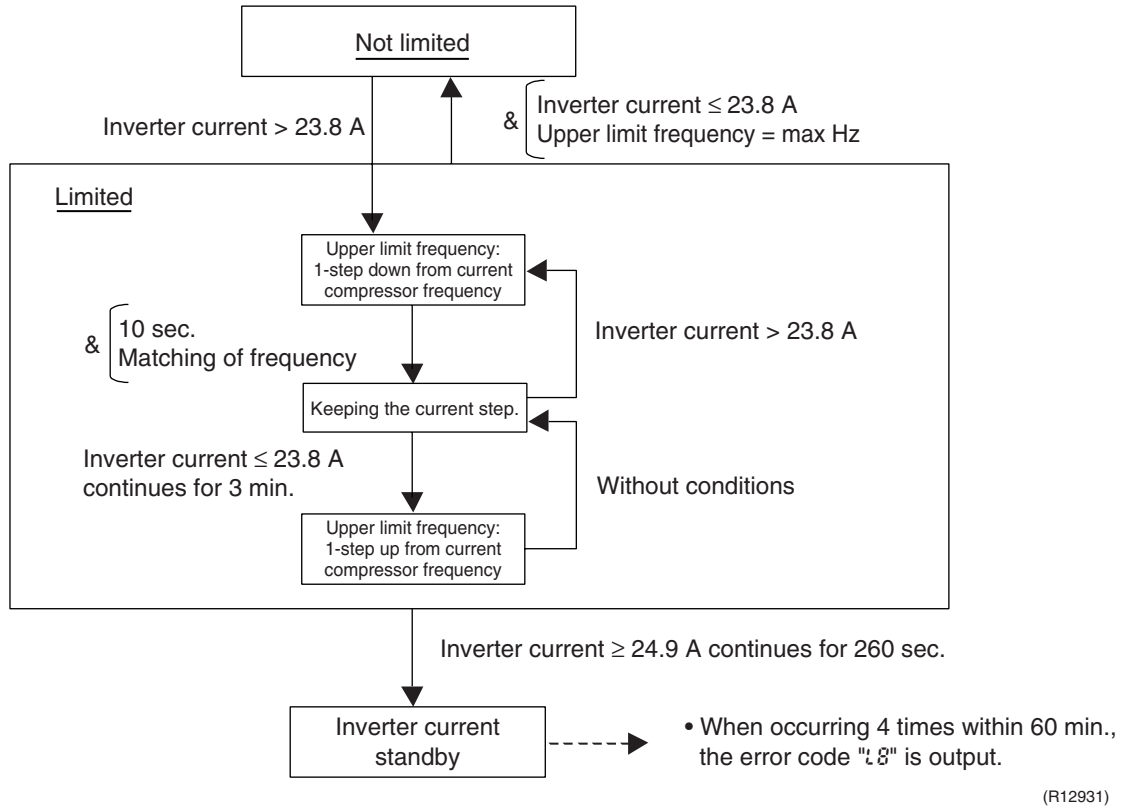 Not limited
Inverter current > 23.8 A
&
Inverter current ≤ 23.8 A
Upper limit frequency = max Hz
Limited
Upper limit frequency:
1-step down from current
compressor frequency
&
10 sec.
Matching of frequency
Inverter current > 23.8 A
Keeping the current step.
Inverter current ≤ 23.8 A
continues for 3 min.
Without conditions
Upper limit frequency:
1-step up from current
compressor frequency
Inverter current ≥ 24.9 A continues for 260 sec.
Inverter current
standby
• When occurring 4 times within 60 min.,
the error code "L8" is output.
(R12931)